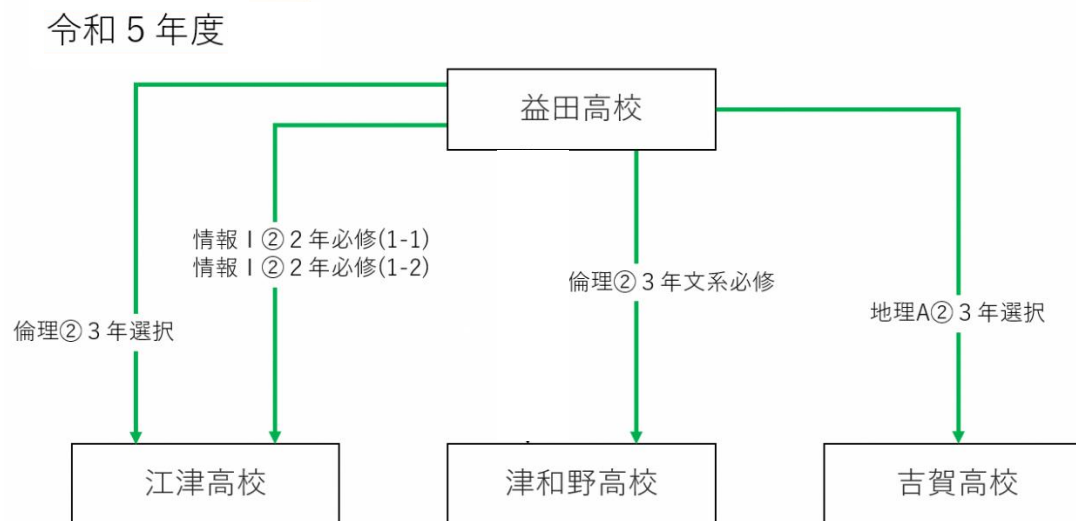 令和5年度
益田高校
情報Ⅰ②2年必修(1-1)
情報Ⅰ②2年必修(1-2)
倫理②3年文系必修
地理A②3年選択
倫理②3年選択
江津高校
津和野高校
吉賀高校